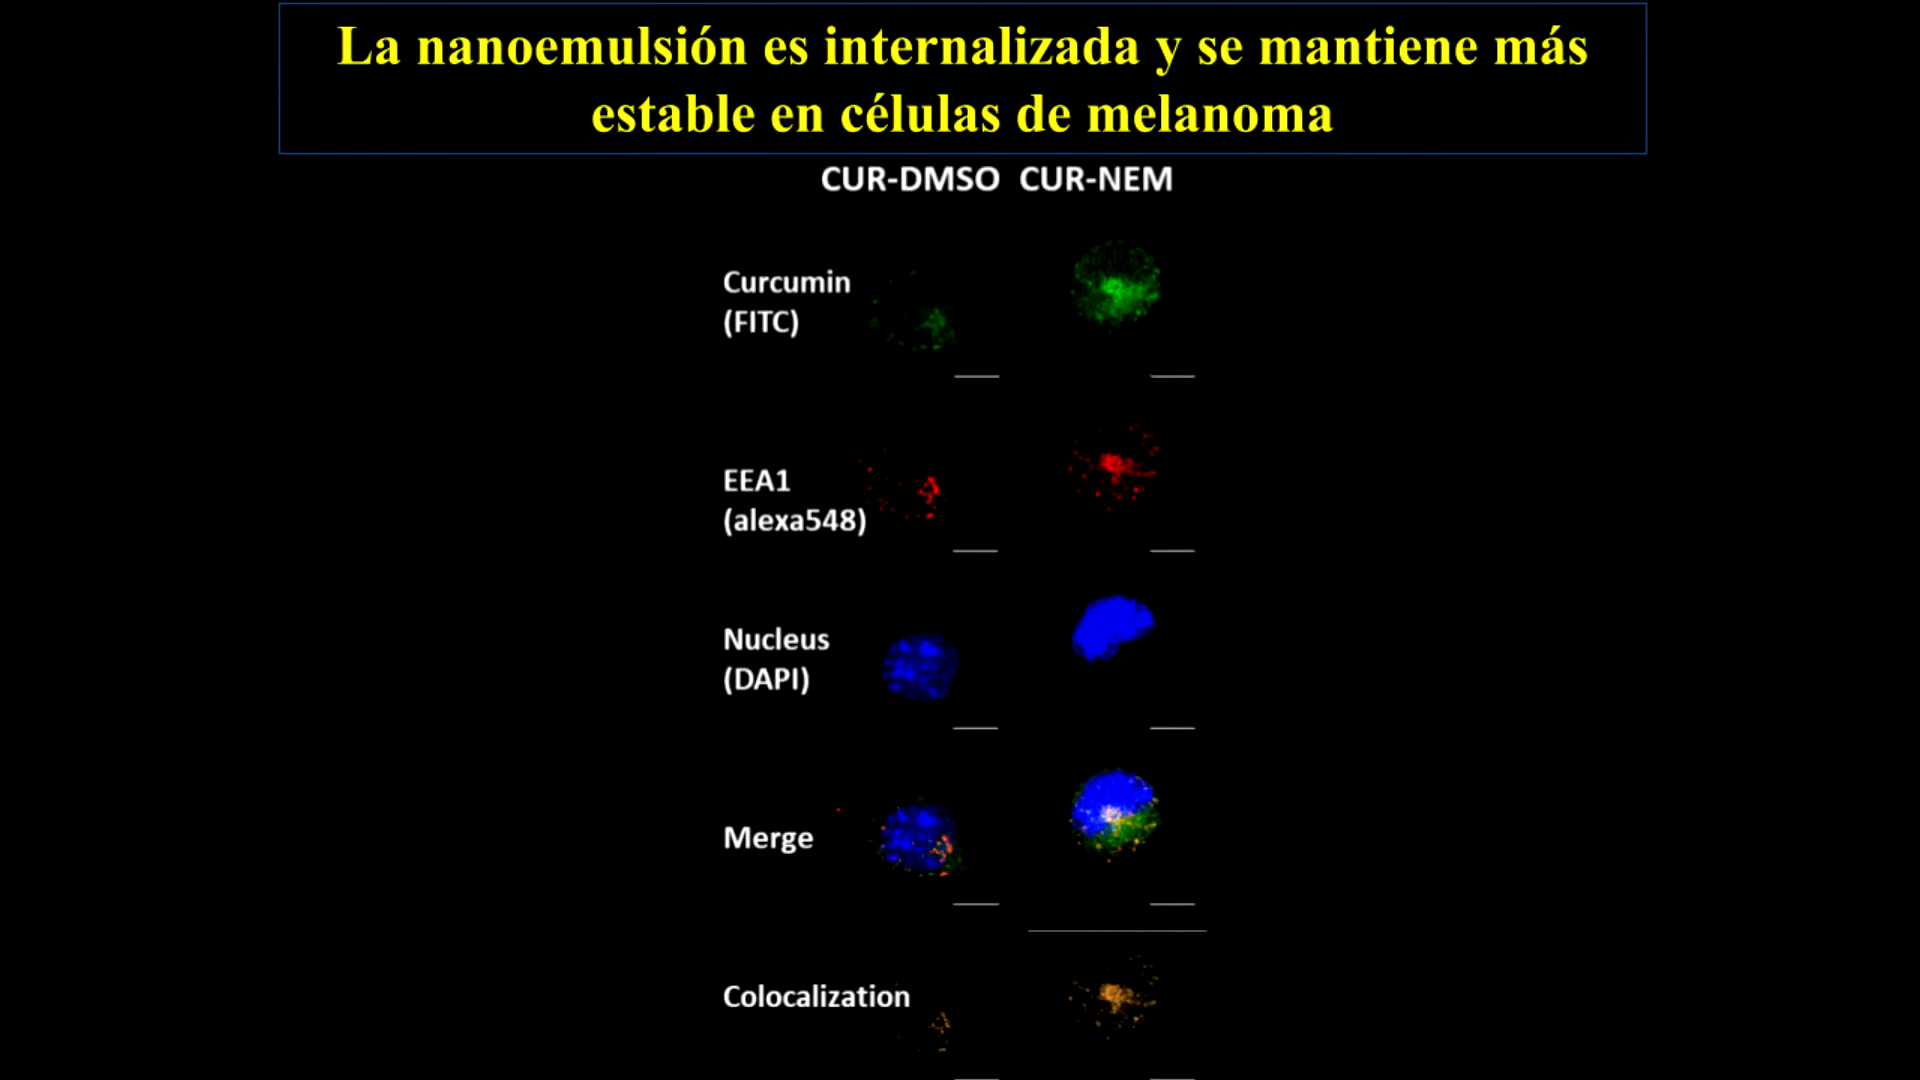 La nanoemulsión es internalizada y se mantiene más
estable en células de melanoma
CUR-DMSO CUR-NEM
Curcumin
(FITC)
EEA1
(alexa548)
Nucleus
(DAPI)
Merge
Colocalization